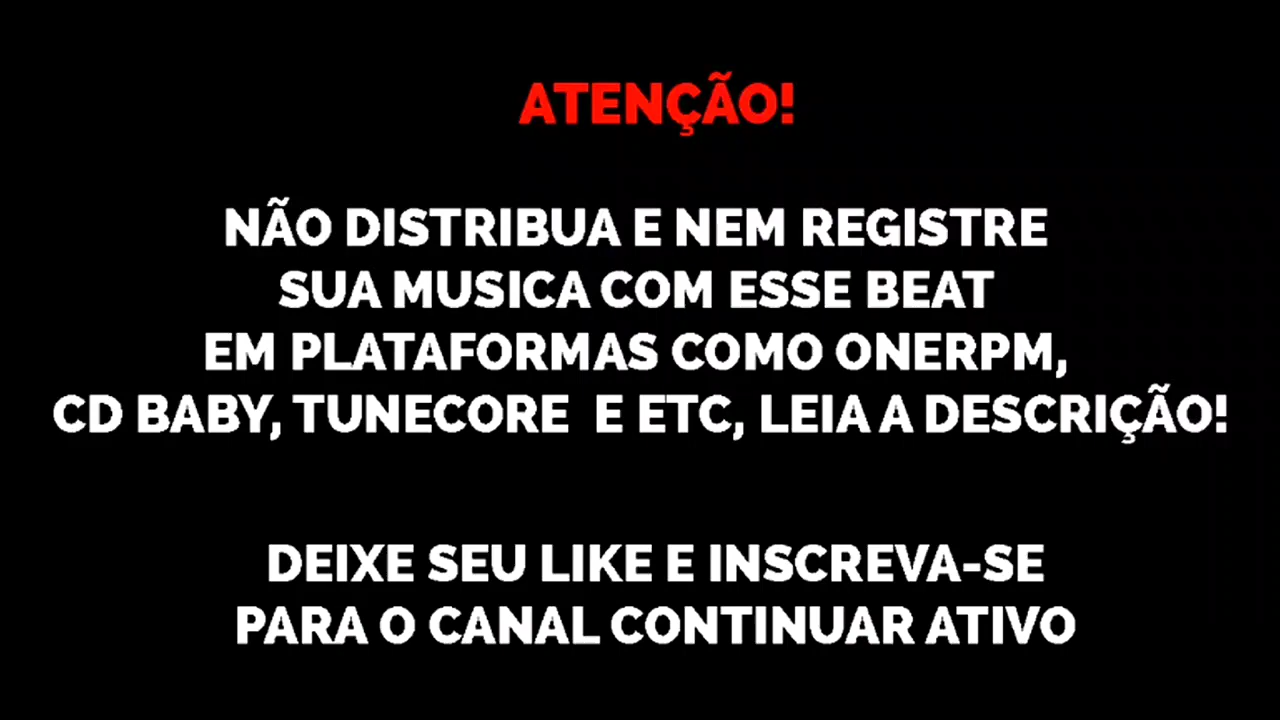 ATENÇÃO!
NÃO DISTRIBUA E NEM REGISTRE
SUA MUSICA COM ESSE BEAT
EM PLATAFORMAS COMO ONERPM,
CD BABY, TUNECORE  E ETC, LEIA A DESCRIÇÃO!
DEIXE SEU LIKE E INSCREVA-SE
PARA O CANAL CONTINUAR ATIVO